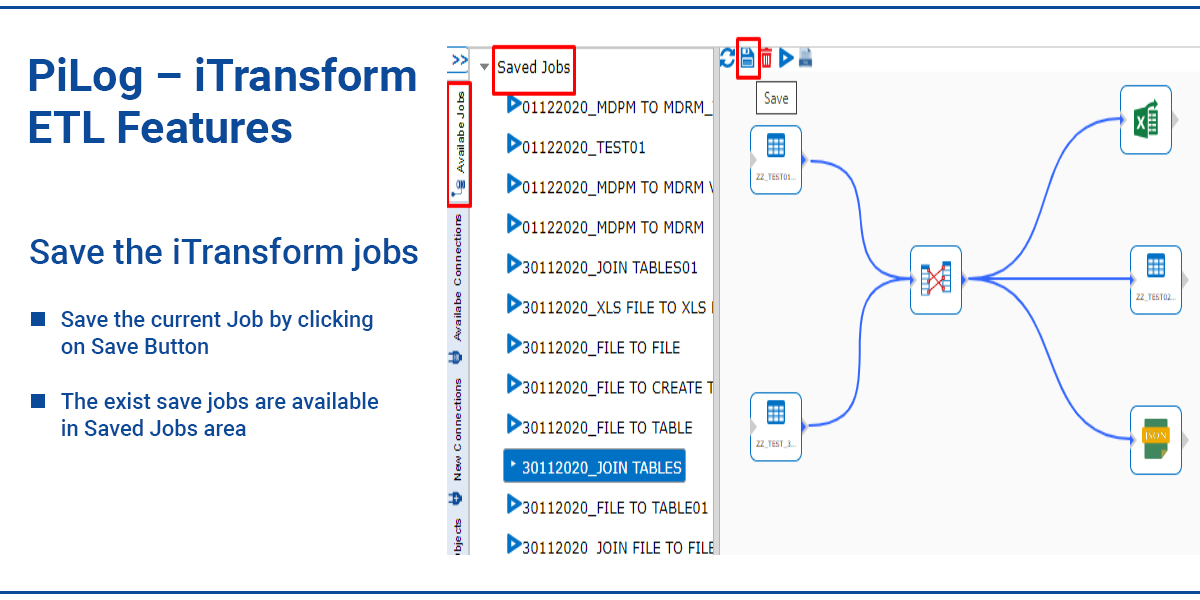 PiLog – iTransform
ETL Features
Save the iTransform jobs
Save the current Job by clicking
on Save Button
The exist save jobs are available
in Saved Jobs area
>>
Availabe Jobs
Availabe Connections
New Connections
bjects
Saved Jobs
01122020_MDPM TO MDRM_
01122020_TEST01
01122020_MDPM TO MDRM
01122020_MDPM TO MDRM
30112020_JOIN TABLES01
30112020_XLS FILE TO XLS
30112020_FILE TO FILE
30112020_FILE TO CREATE T
30112020_FILE TO TABLE
30112020_JOIN TABLES
30112020_FILE TO TABLE01
30112020_JOIN FILE TO FILE
Save
ZZ_TEST01...
ZZ_TEST_3...
X
ZZ_TEST02...
JSON